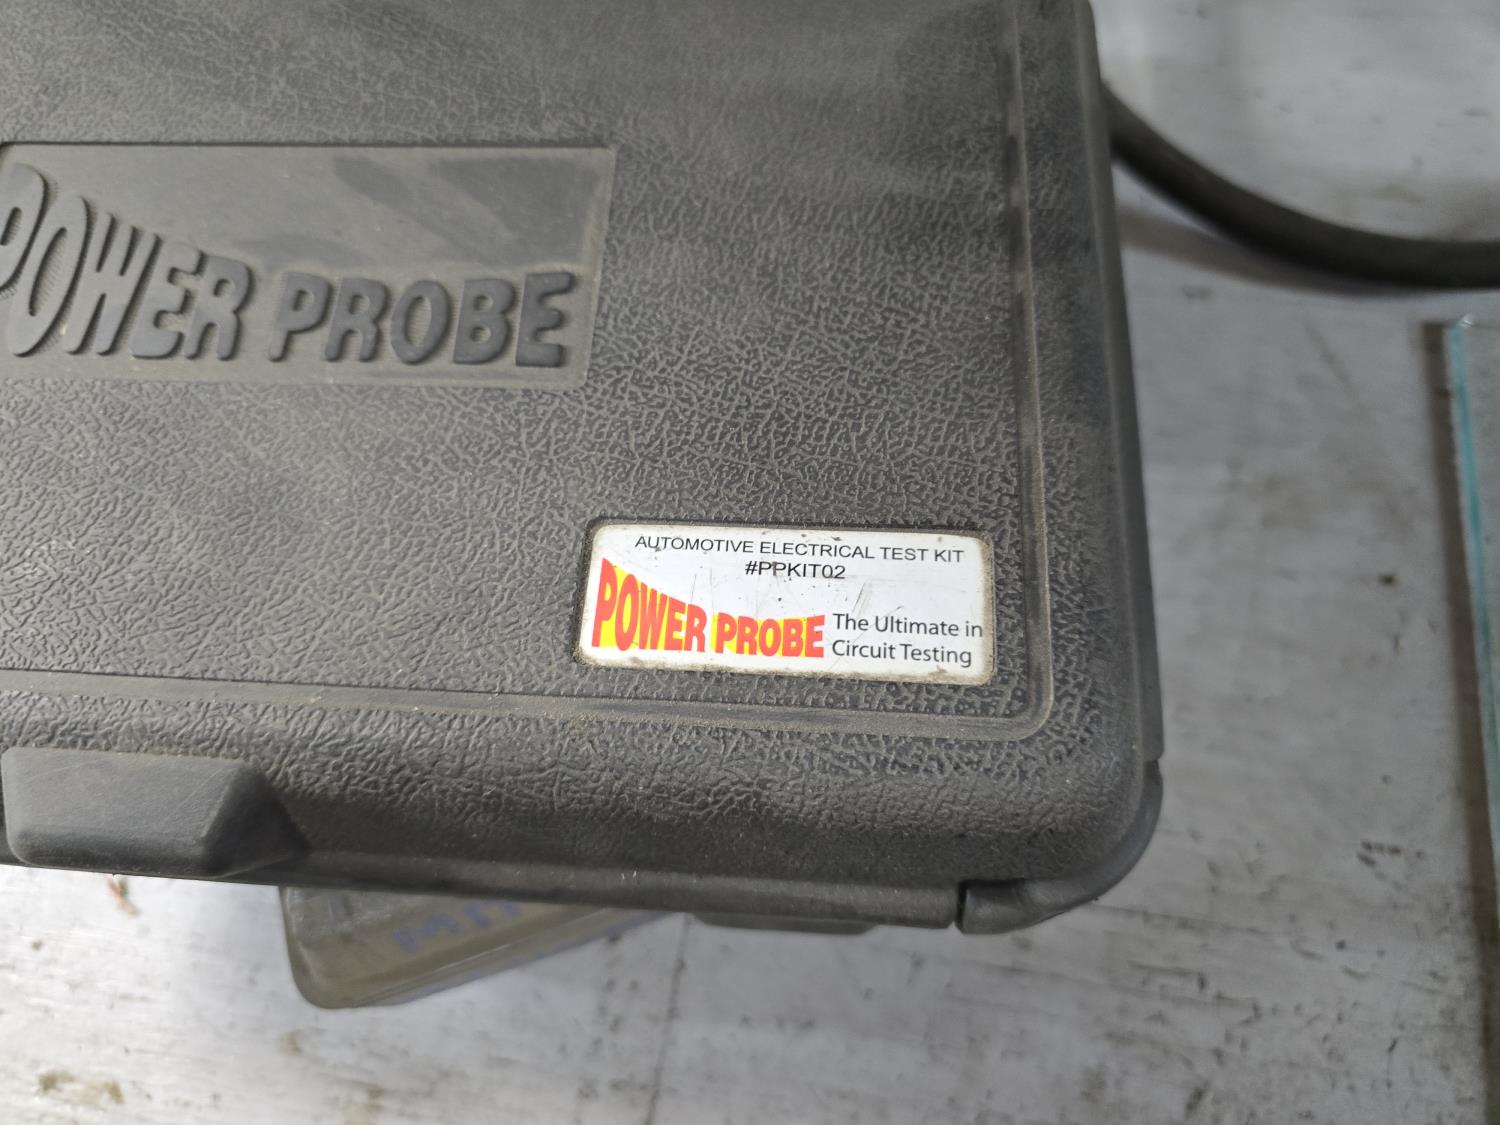 POWER PROBE
AUTOMOTIVE ELECTRICAL TEST KIT
#PPKIT02
POWER PROBE
The Ultimate in
Circuit Testing